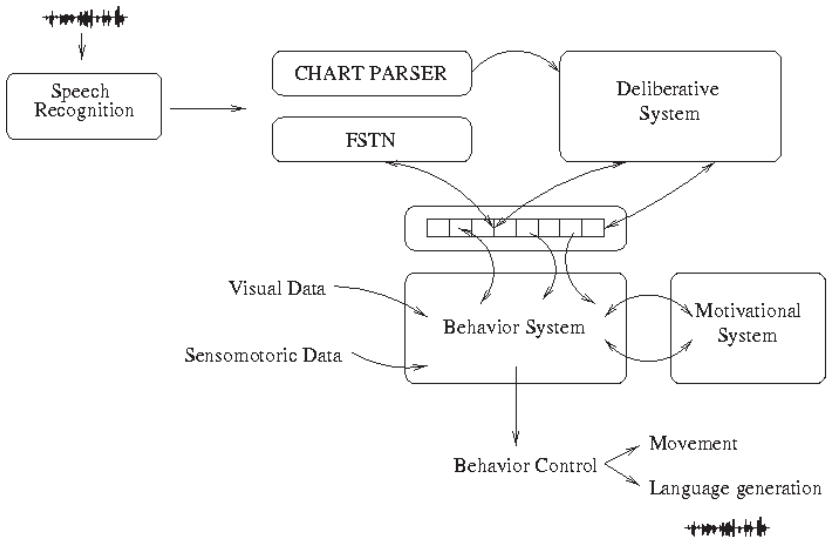 Speech
Recognition
CHART PARSER
FSTN
Deliberative
System
Visual Data
Sensomotoric Data
Behavior System
Motivational
System
Behavior Control
Movement
Language generation